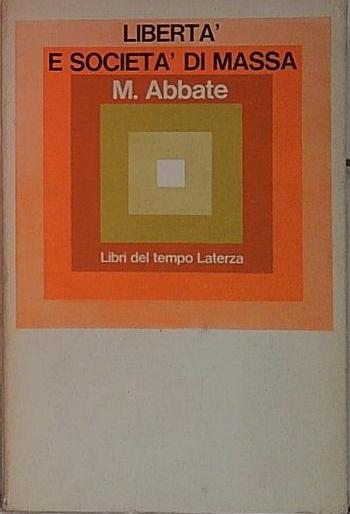 LIBERTA'
E SOCIETA' DI MASSA
M. Abbate
Libri del tempo Laterza